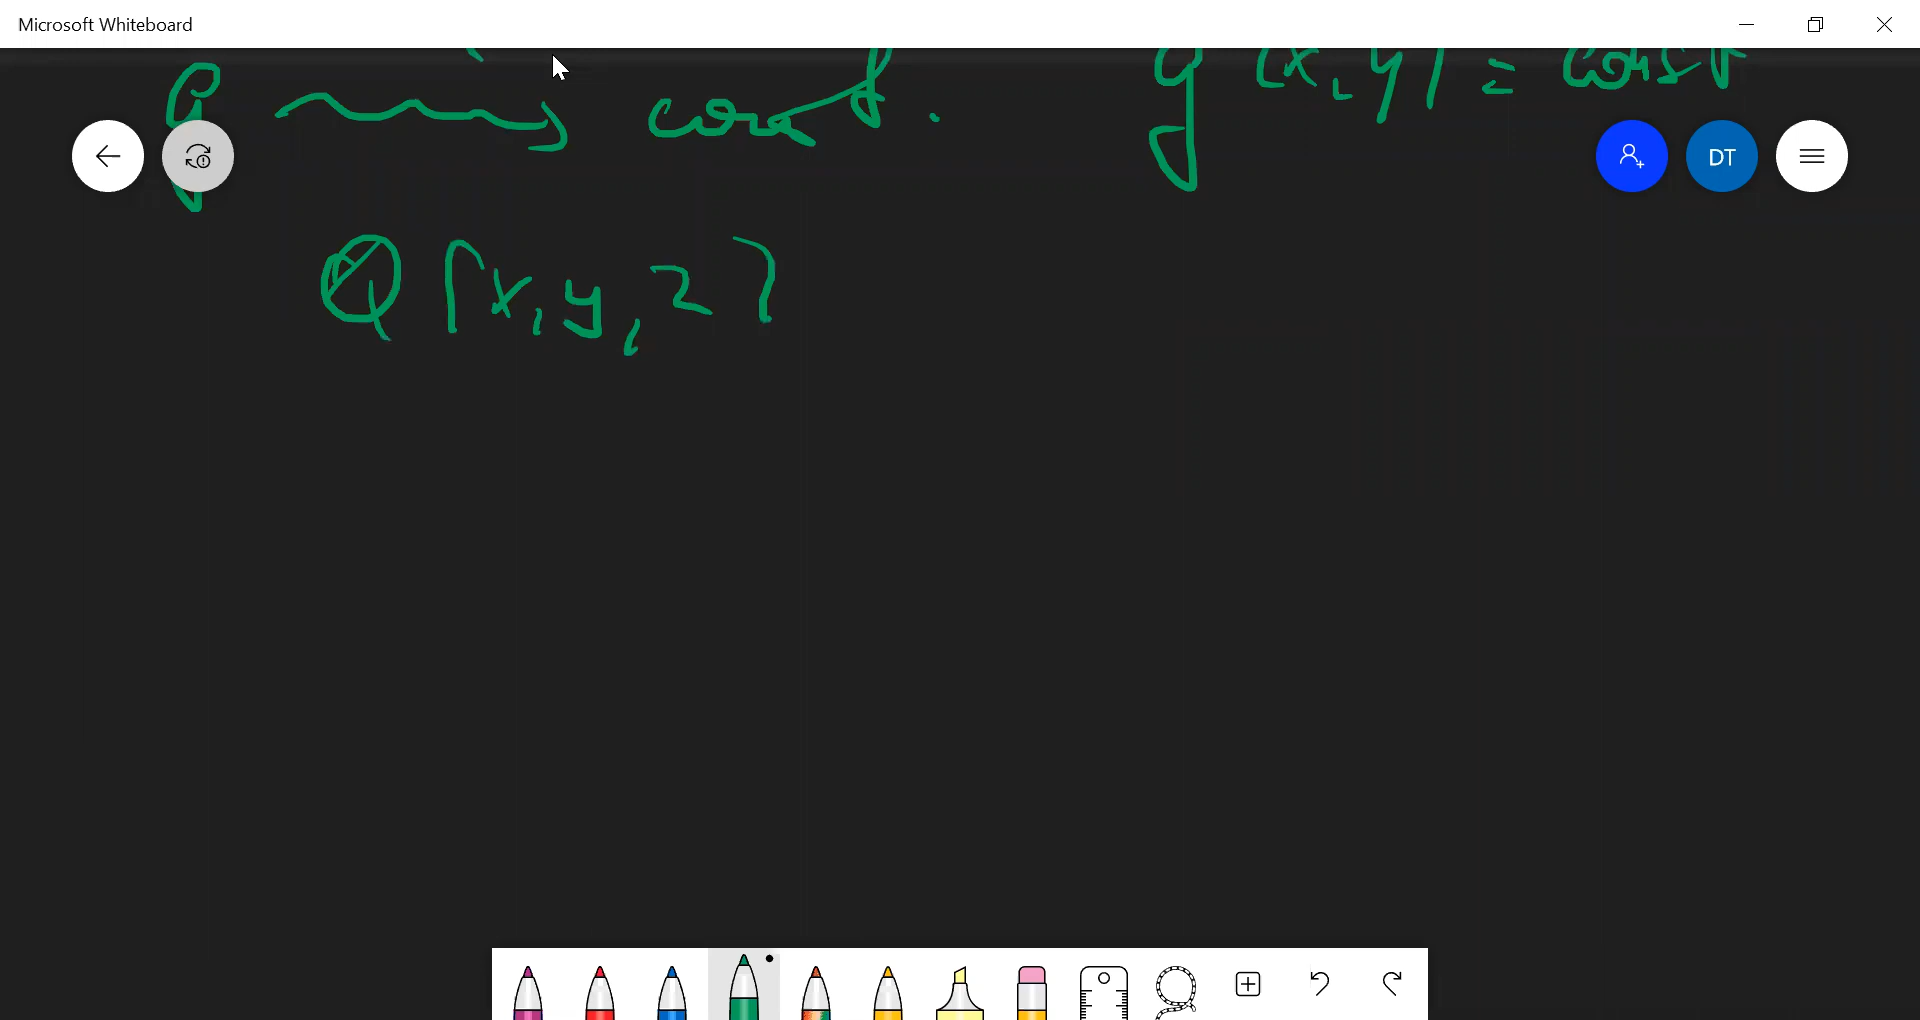 Microsoft Whiteboard
g const. g(x, y) = const
DT
Q(x, y, z)